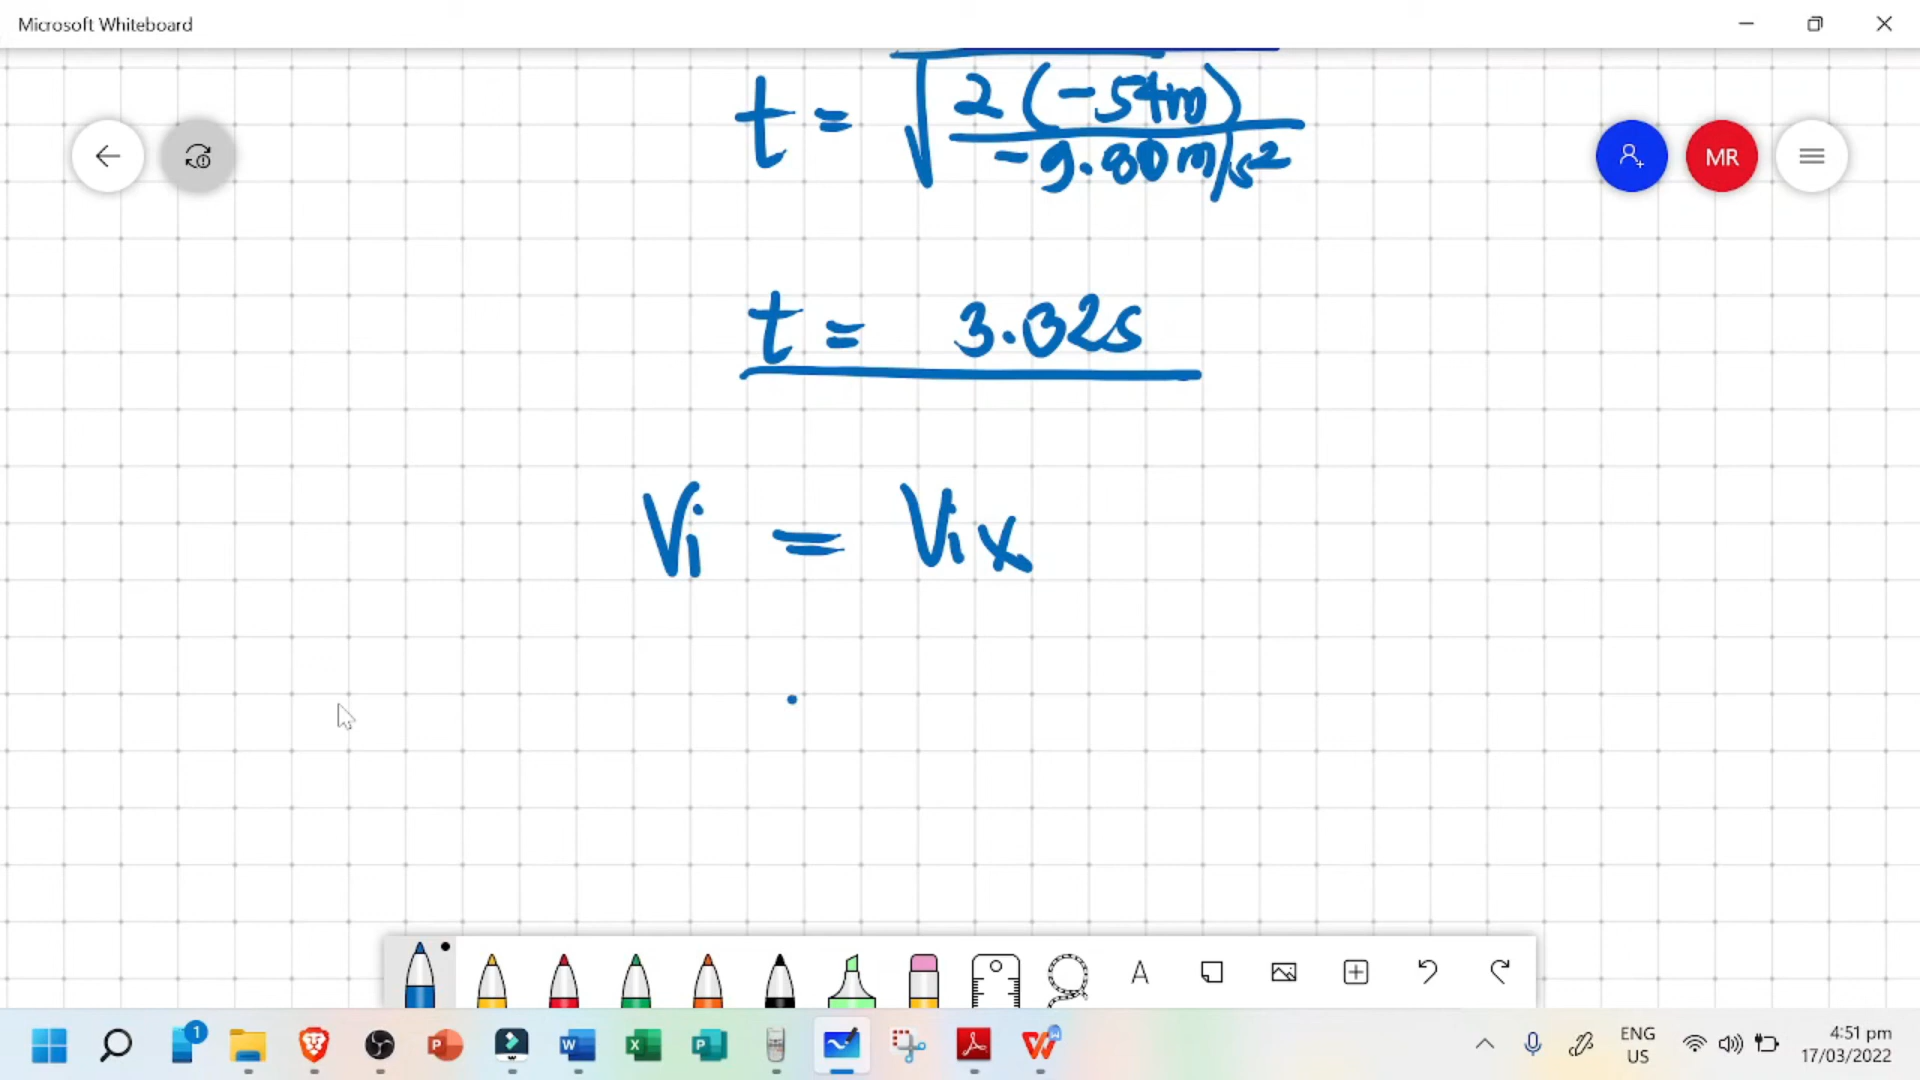 Microsoft Whiteboard
t = √ 2 (-54m)
-9.80 m/s²
MR
t = 3.32s
Vi = Vix
A
1
ENG
US
4:51 pm
17/03/2022